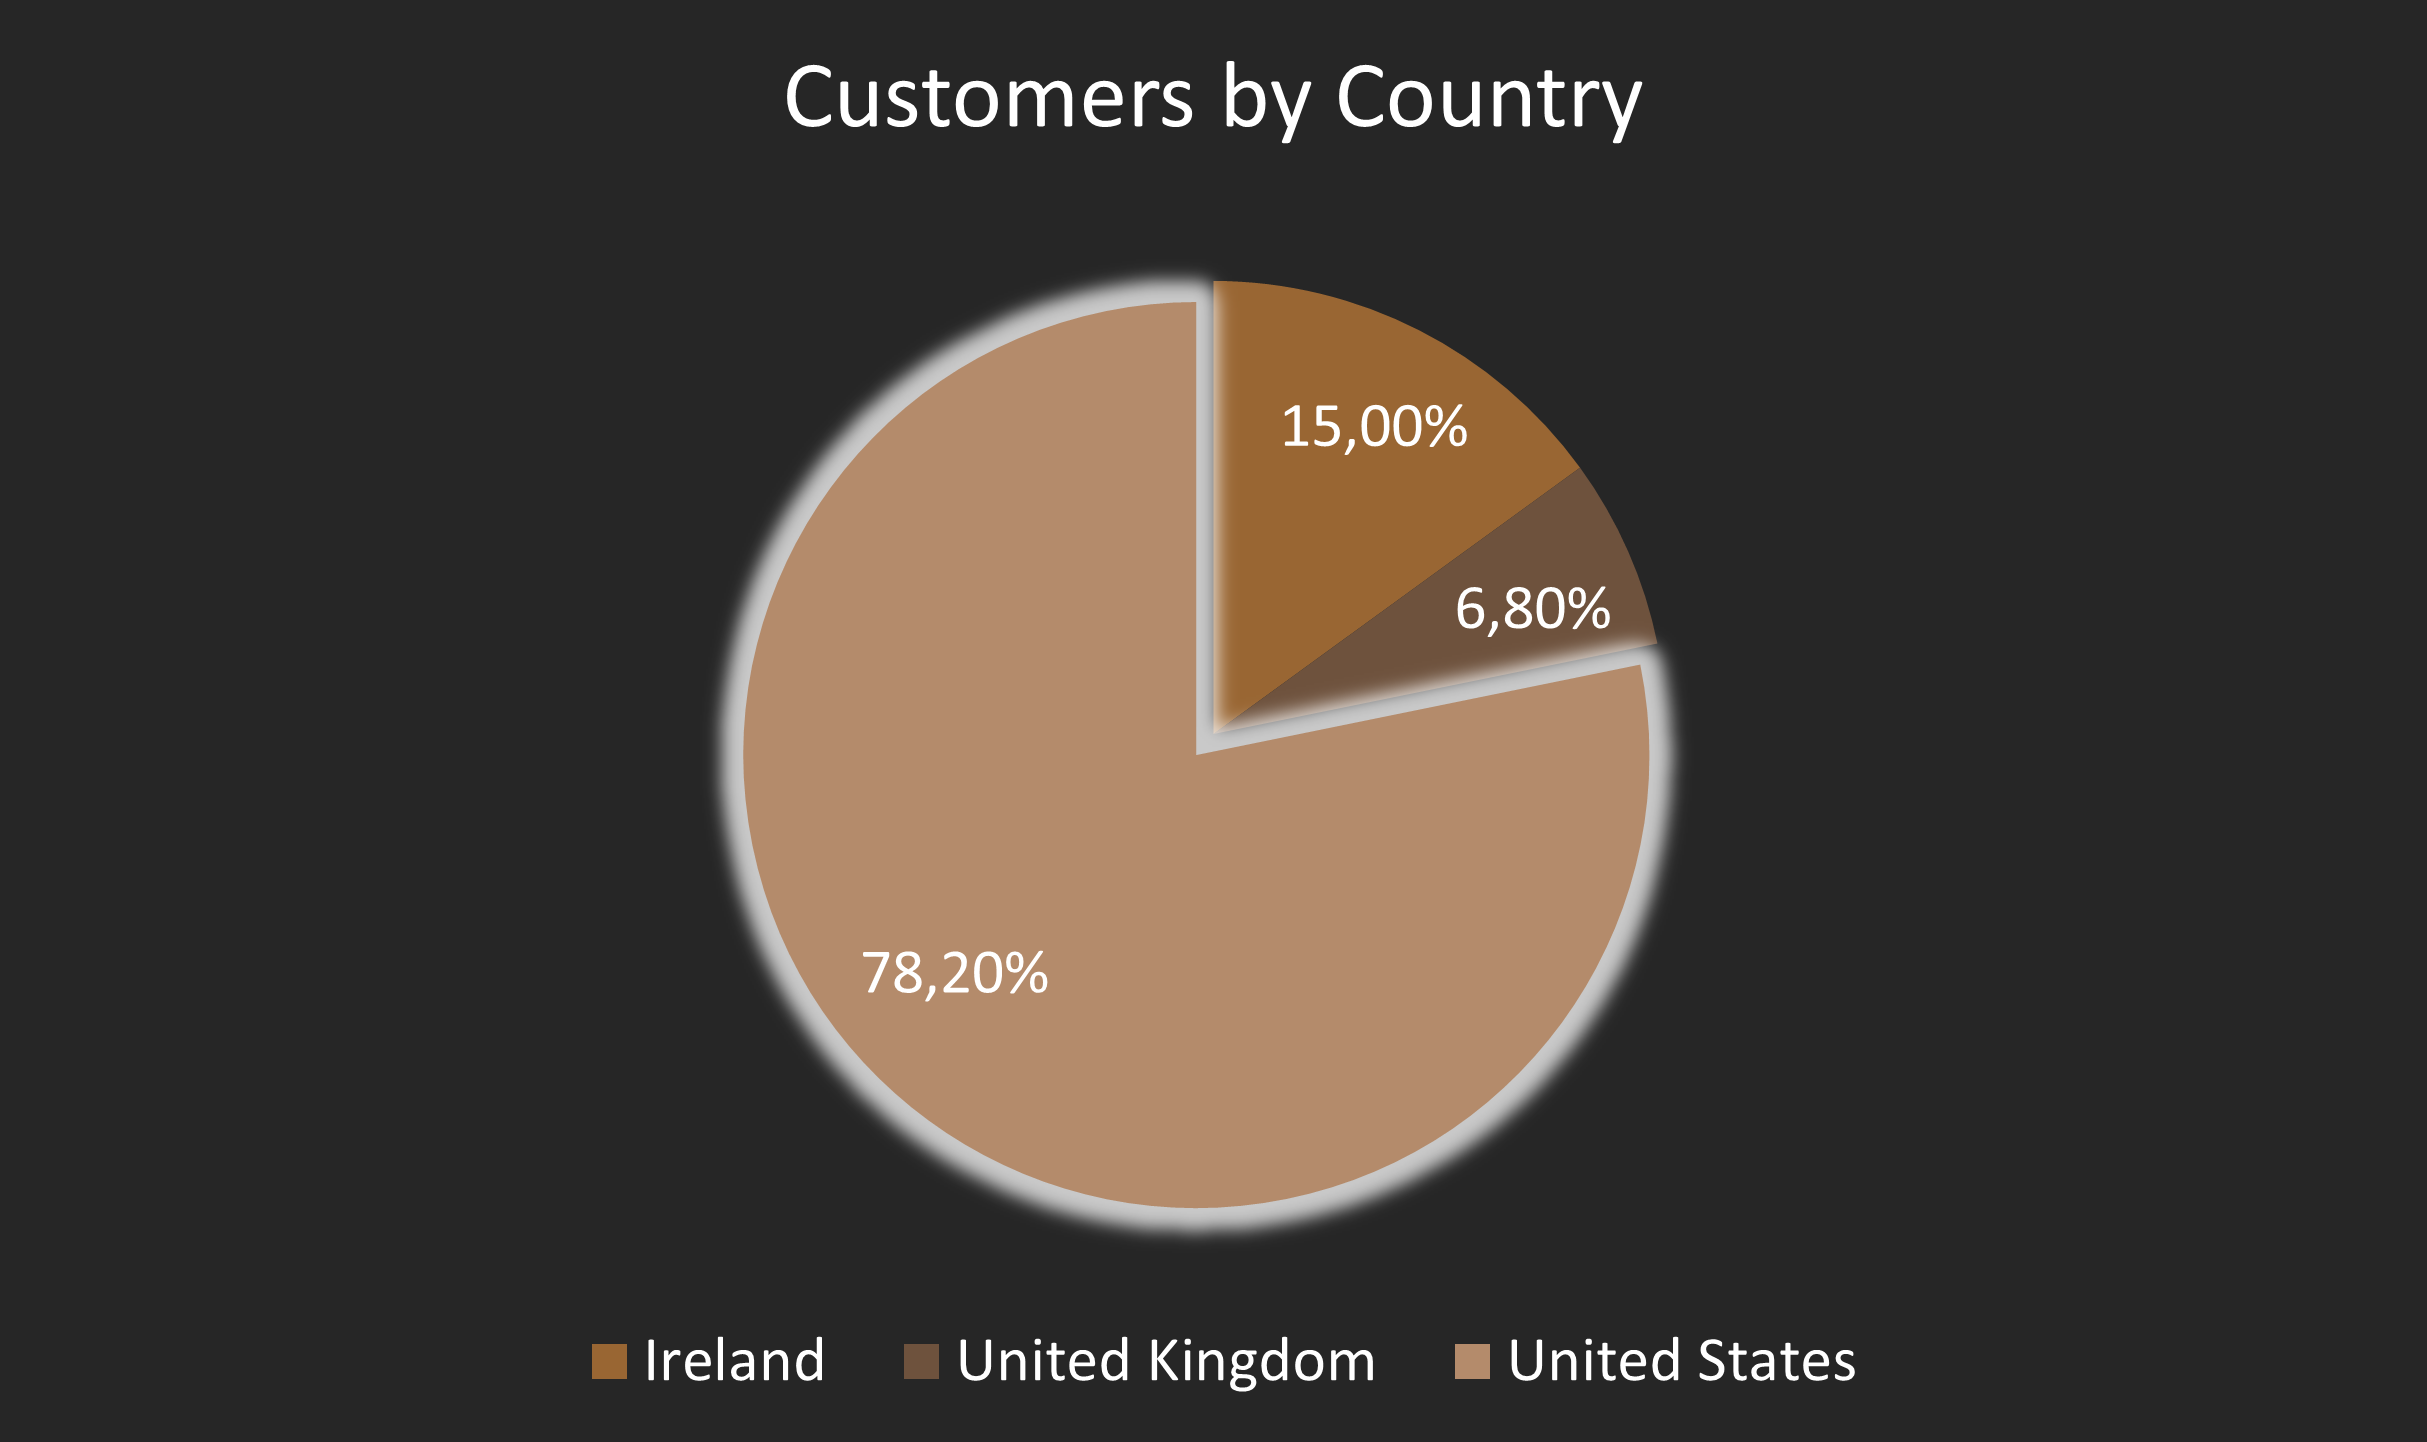 Customers by Country
15,00%
6,80%
78,20%
Ireland United Kingdom United States